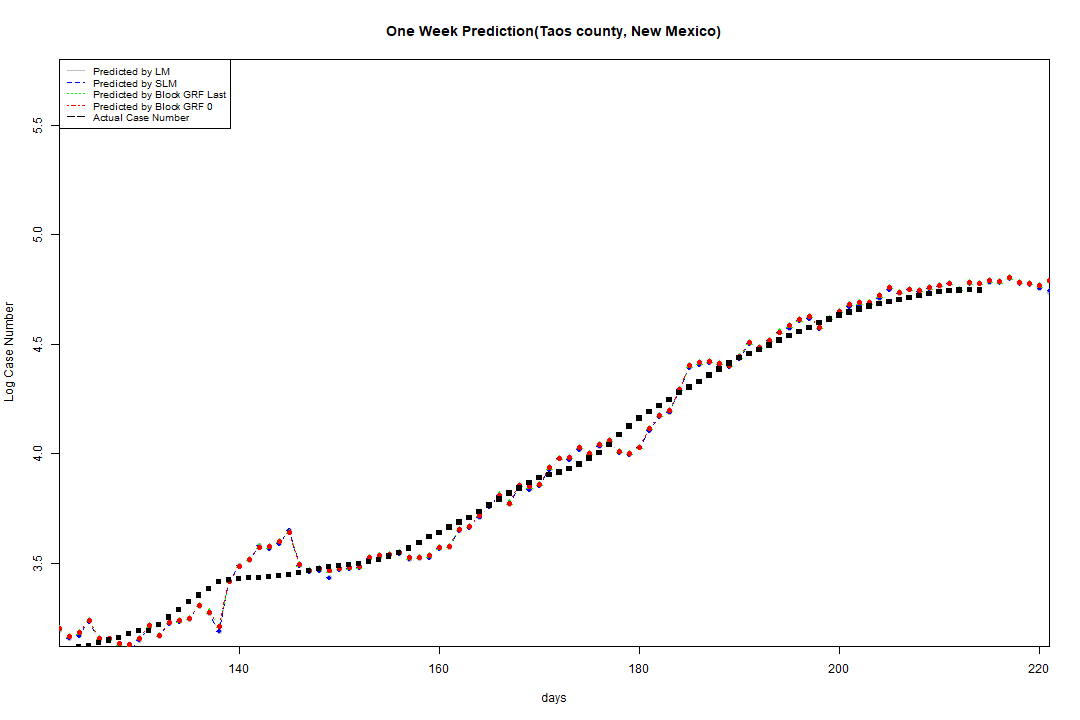 One Week Prediction(Taos county, New Mexico)
Predicted by LM
Predicted by SLM
Predicted by Block GRF Last
Predicted by Block GRF 0
Actual Case Number
5.5
5.0
4.5
4.0
3.5
Log Case Number
140 160 180 200 220
days